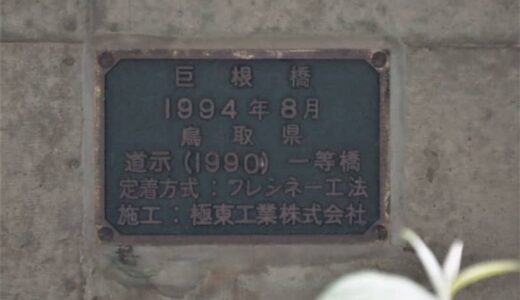 巨根橋
1994年8月
鳥取県
道示(1990)一等橋
定着方式:フレシネー工法
施工:極東工業株式会社